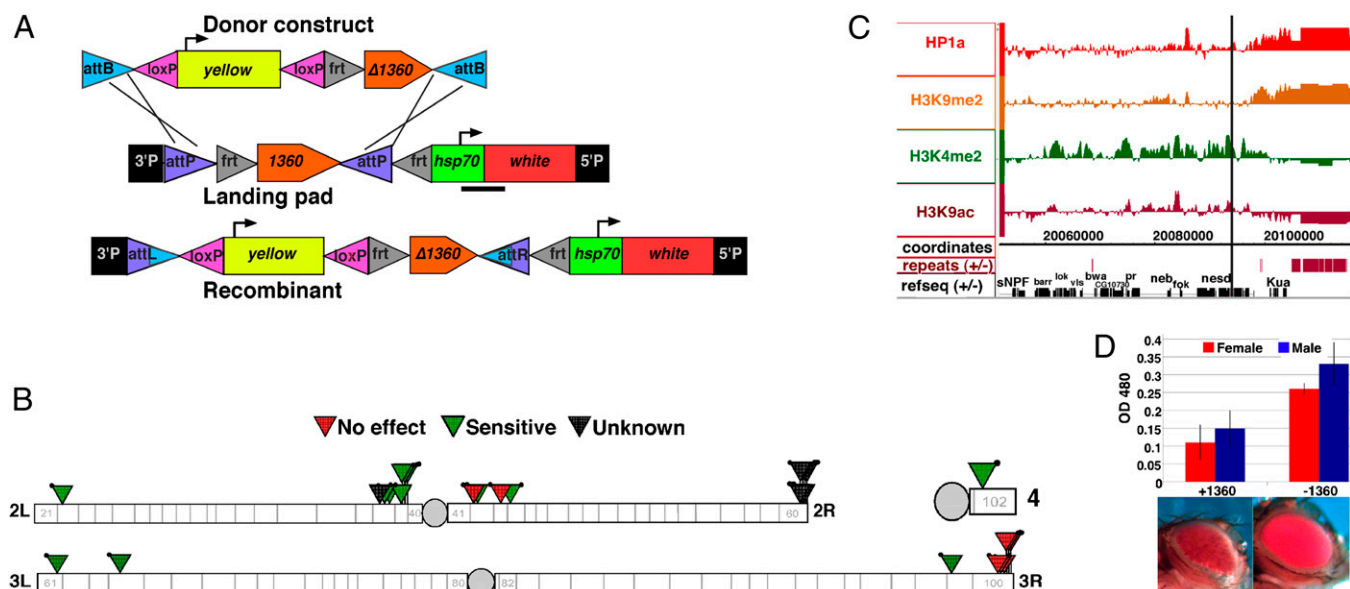 A
Donor construct
attB loxP yellow loxP frt Δ1360 attB
3'P attP frt 1360 attP frt hsp70 white 5'P
Landing pad
3'P attL loxP yellow loxP frt Δ1360 attR frt hsp70 white 5'P
Recombinant
B
No effect Sensitive Unknown
2L 21 40 41 60 2R 102 4
3L 61 80 82 100 3R
C
HP1a
H3K9me2
H3K4me2
H3K9ac
coordinates 20060000 20080000 20100000
repeats (+/-)
refseq (+/-) sNPF barr lok vls bwa CG10730 pr neb fok nesd Kua
D
Female Male
OD 480
0.4
0.35
0.3
0.25
0.2
0.15
0.1
0.05
0
+1360 -1360